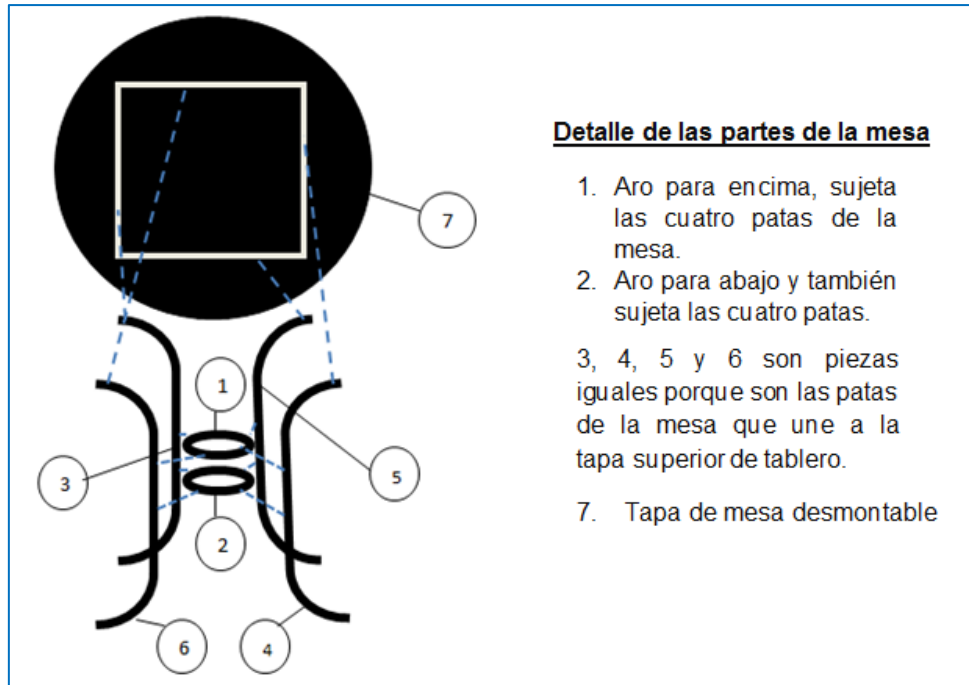 Detalle de las partes de la mesa
1. Aro para encima, sujeta
las cuatro patas de la
mesa.
2. Aro para abajo y también
sujeta las cuatro patas.
3, 4, 5 y 6 son piezas
iguales porque son las patas
de la mesa que une a la
tapa superior de tablero.
7. Tapa de mesa desmontable
7
1
3
5
2
6
4